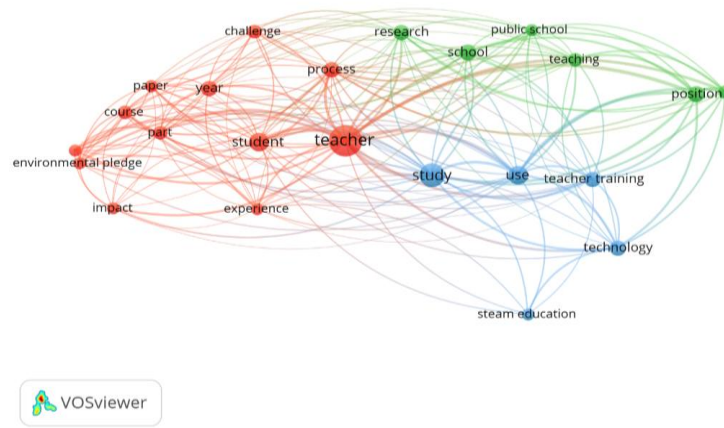 challenge
research
public school
school
teaching
process
paper
year
position
course
part
student
teacher
environmental pledge
study
use
teacher training
impact
experience
technology
steam education
VOSviewer